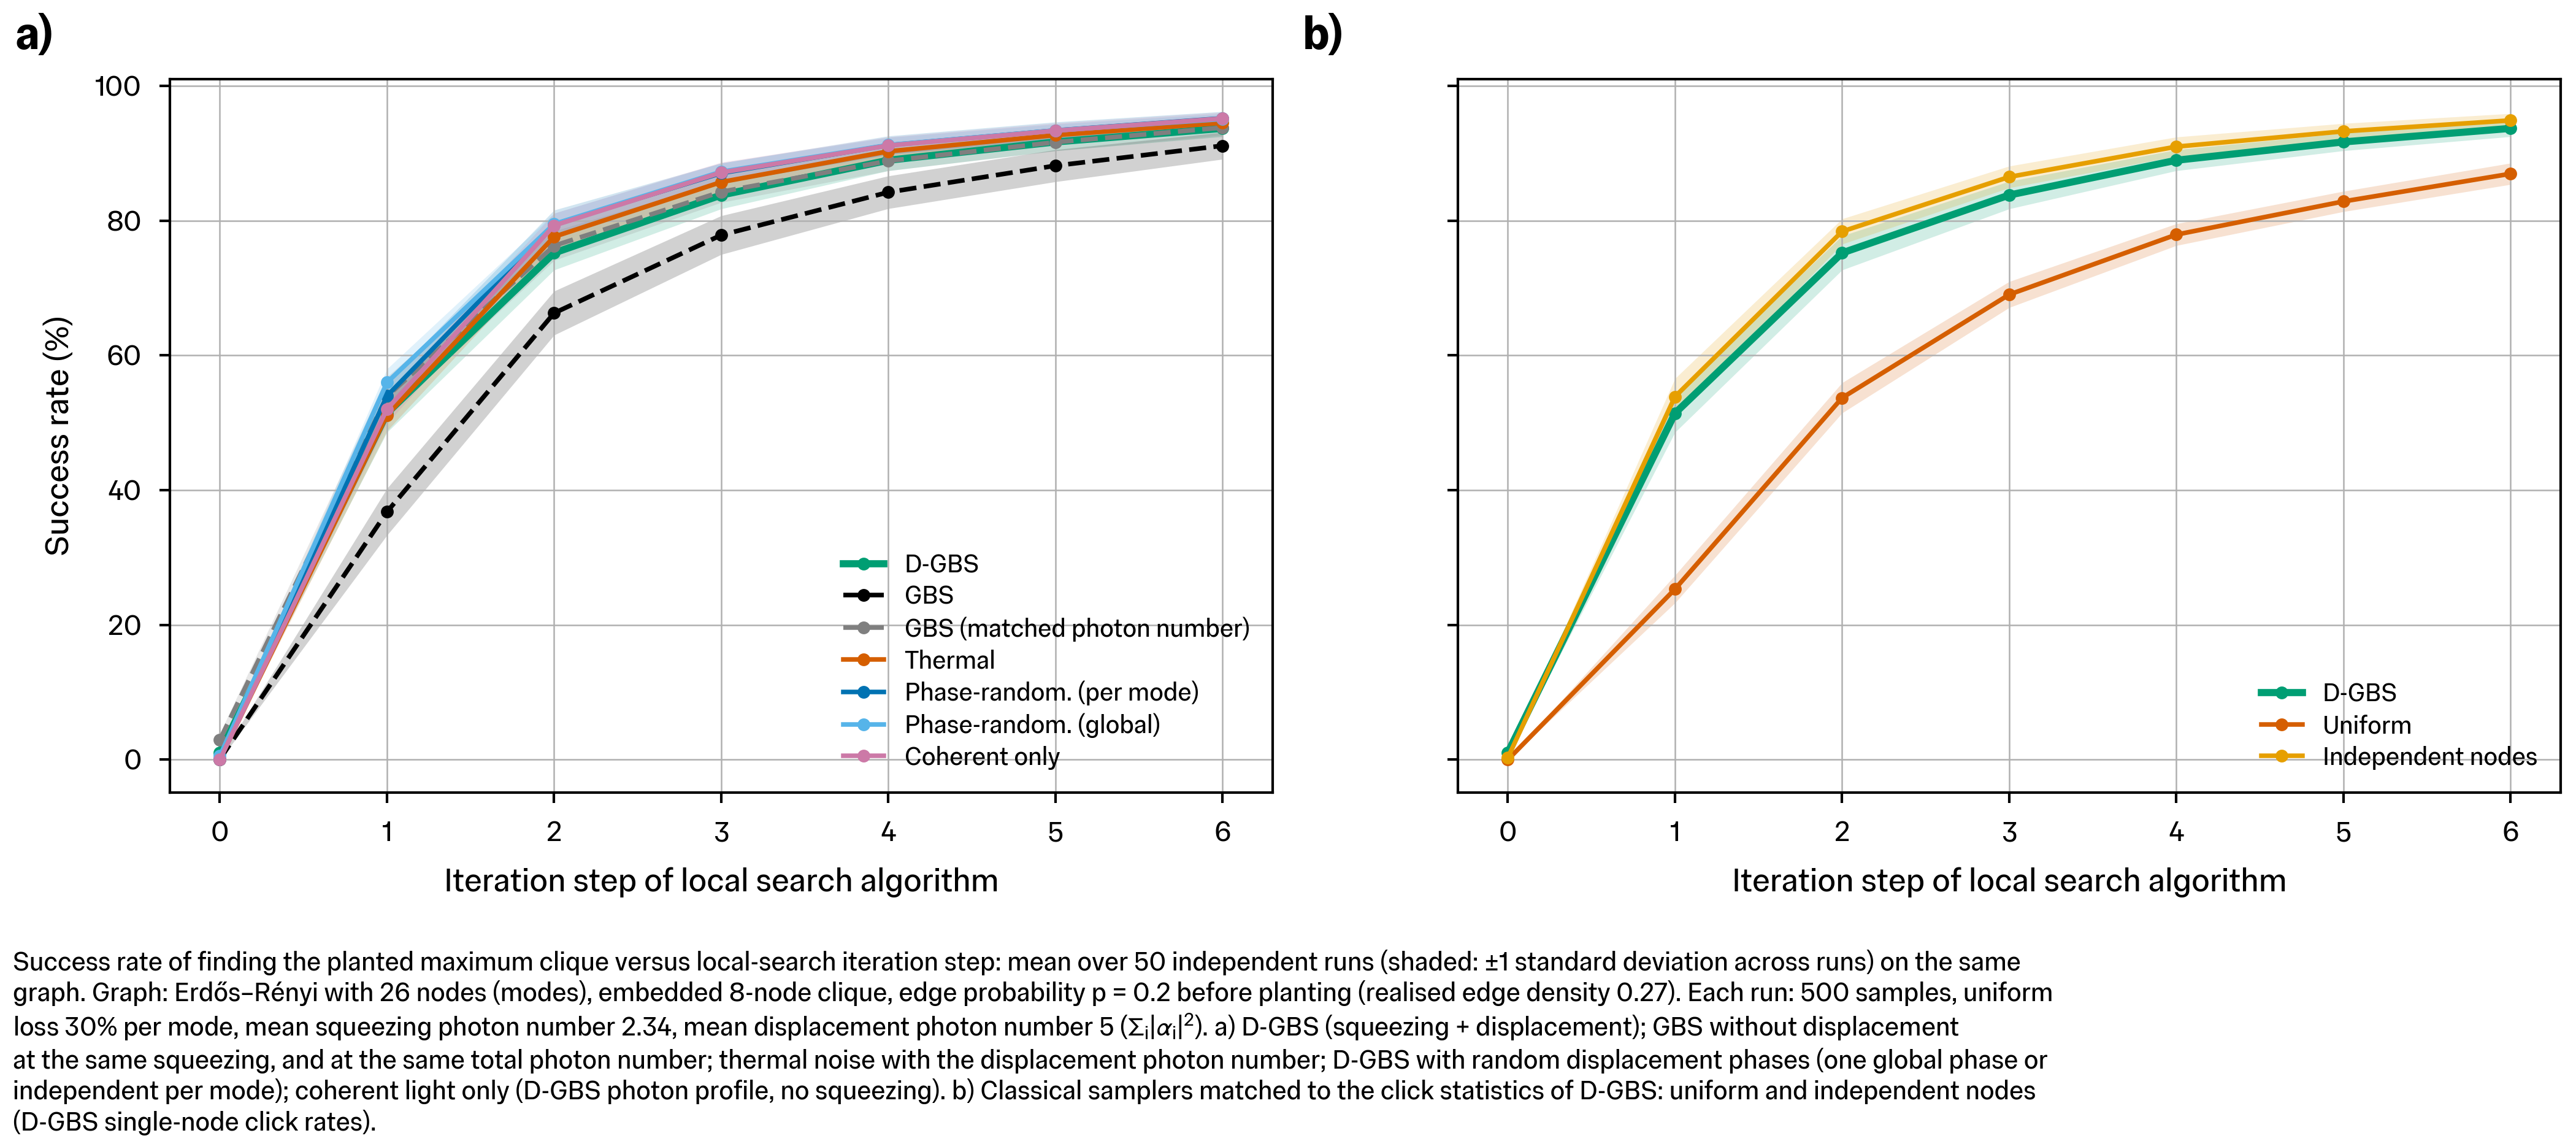 a)
100
80
60
40
20
0
Success rate (%)
D-GBS
GBS
GBS (matched photon number)
Thermal
Phase-random. (per mode)
Phase-random. (global)
Coherent only
0 1 2 3 4 5 6
Iteration step of local search algorithm
b)
D-GBS
Uniform
Independent nodes
0 1 2 3 4 5 6
Iteration step of local search algorithm
Success rate of finding the planted maximum clique versus local-search iteration step: mean over 50 independent runs (shaded: ±1 standard deviation across runs) on the same
graph. Graph: Erdős–Rényi with 26 nodes (modes), embedded 8-node clique, edge probability p = 0.2 before planting (realised edge density 0.27). Each run: 500 samples, uniform
loss 30% per mode, mean squeezing photon number 2.34, mean displacement photon number 5 (Σᵢ|αᵢ|²). a) D-GBS (squeezing + displacement); GBS without displacement
at the same squeezing, and at the same total photon number; thermal noise with the displacement photon number; D-GBS with random displacement phases (one global phase or
independent per mode); coherent light only (D-GBS photon profile, no squeezing). b) Classical samplers matched to the click statistics of D-GBS: uniform and independent nodes
(D-GBS single-node click rates).